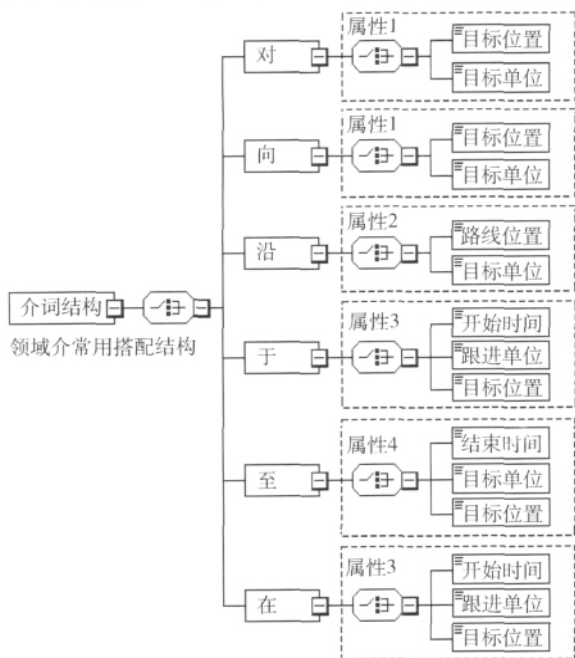 属性1
对
目标位置
目标单位
属性1
向
目标位置
目标单位
属性2
沿
路线位置
目标单位
介词结构
领域介常用搭配结构
属性3
于
开始时间
跟进单位
目标位置
属性4
至
结束时间
目标单位
目标位置
属性3
在
开始时间
跟进单位
目标位置